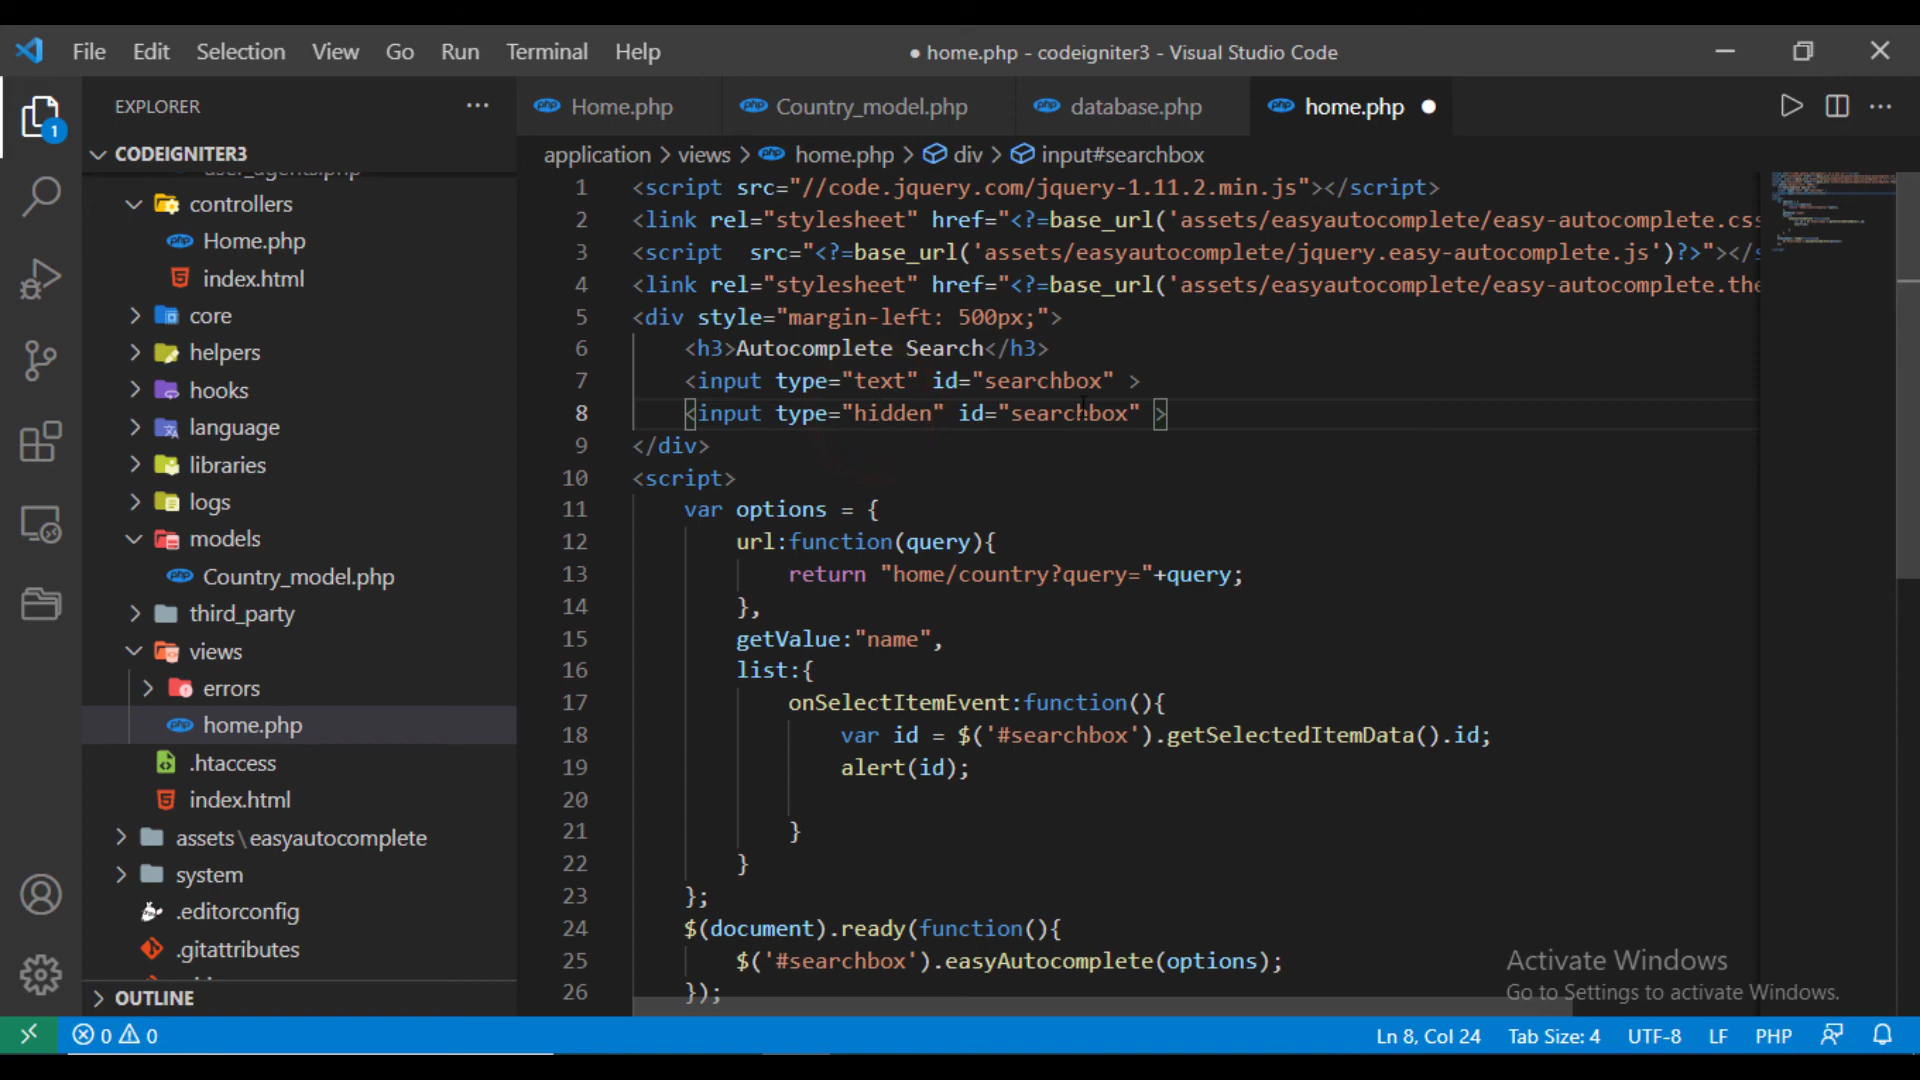 File Edit Selection View Go Run Terminal Help
● home.php - codeigniter3 - Visual Studio Code
EXPLORER
Home.php
Country_model.php
database.php
home.php
1
CODEIGNITER3
application > views > home.php > div > input#searchbox
user_agents.php
controllers
Home.php
index.html
core
helpers
hooks
language
libraries
logs
models
Country_model.php
third_party
views
errors
home.php
.htaccess
index.html
assets\easyautocomplete
system
.editorconfig
.gitattributes
OUTLINE
1 <script src="//code.jquery.com/jquery-1.11.2.min.js"></script>
2 <link rel="stylesheet" href="<?=base_url('assets/easyautocomplete/easy-autocomplete.css
3 <script  src="<?=base_url('assets/easyautocomplete/jquery.easy-autocomplete.js')?>"></s
4 <link rel="stylesheet" href="<?=base_url('assets/easyautocomplete/easy-autocomplete.the
5 <div style="margin-left: 500px;">
6     <h3>Autocomplete Search</h3>
7     <input type="text" id="searchbox" >
8     <input type="hidden" id="searchbox" >
9 </div>
10 <script>
11     var options = {
12         url:function(query){
13             return "home/country?query="+query;
14         },
15         getValue:"name",
16         list:{
17             onSelectItemEvent:function(){
18                 var id = $('#searchbox').getSelectedItemData().id;
19                 alert(id);
20
21             }
22         }
23     };
24     $(document).ready(function(){
25         $('#searchbox').easyAutocomplete(options);
26     });
Activate Windows
Go to Settings to activate Windows.
0 0
Ln 8, Col 24 Tab Size: 4 UTF-8 LF PHP